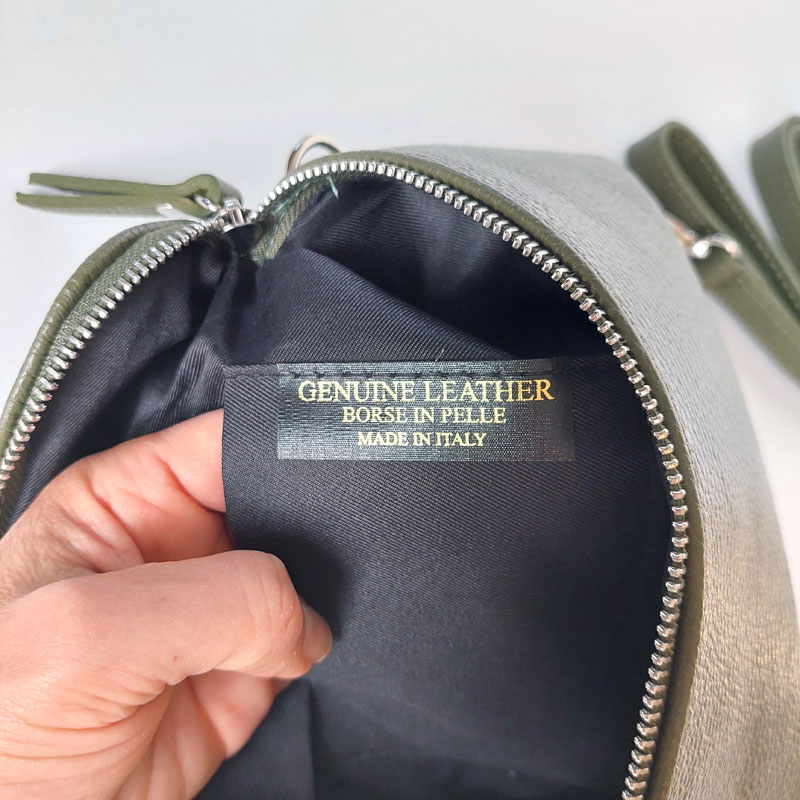 GENUINE LEATHER
BORSE IN PELLE
MADE IN ITALY